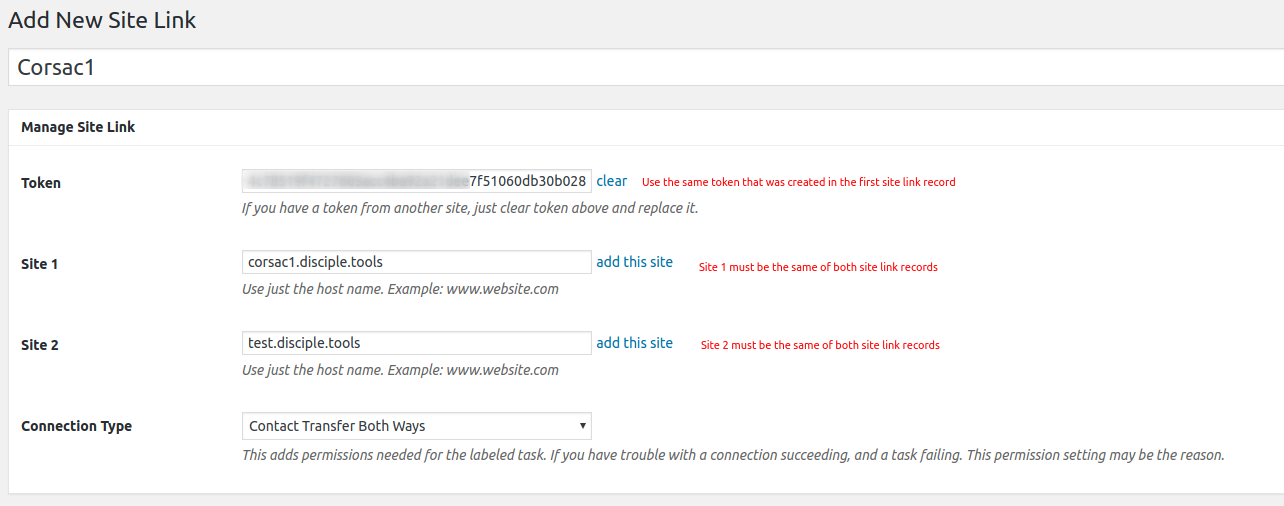 Add New Site Link
Corsac1
Manage Site Link
Token 7f51060db30b028 clear Use the same token that was created in the first site link record
If you have a token from another site, just clear token above and replace it.
Site 1 corsac1.disciple.tools add this site Site 1 must be the same of both site link records
Use just the host name. Example: www.website.com
Site 2 test.disciple.tools add this site Site 2 must be the same of both site link records
Use just the host name. Example: www.website.com
Connection Type Contact Transfer Both Ways
This adds permissions needed for the labeled task. If you have trouble with a connection succeeding, and a task failing. This permission setting may be the reason.